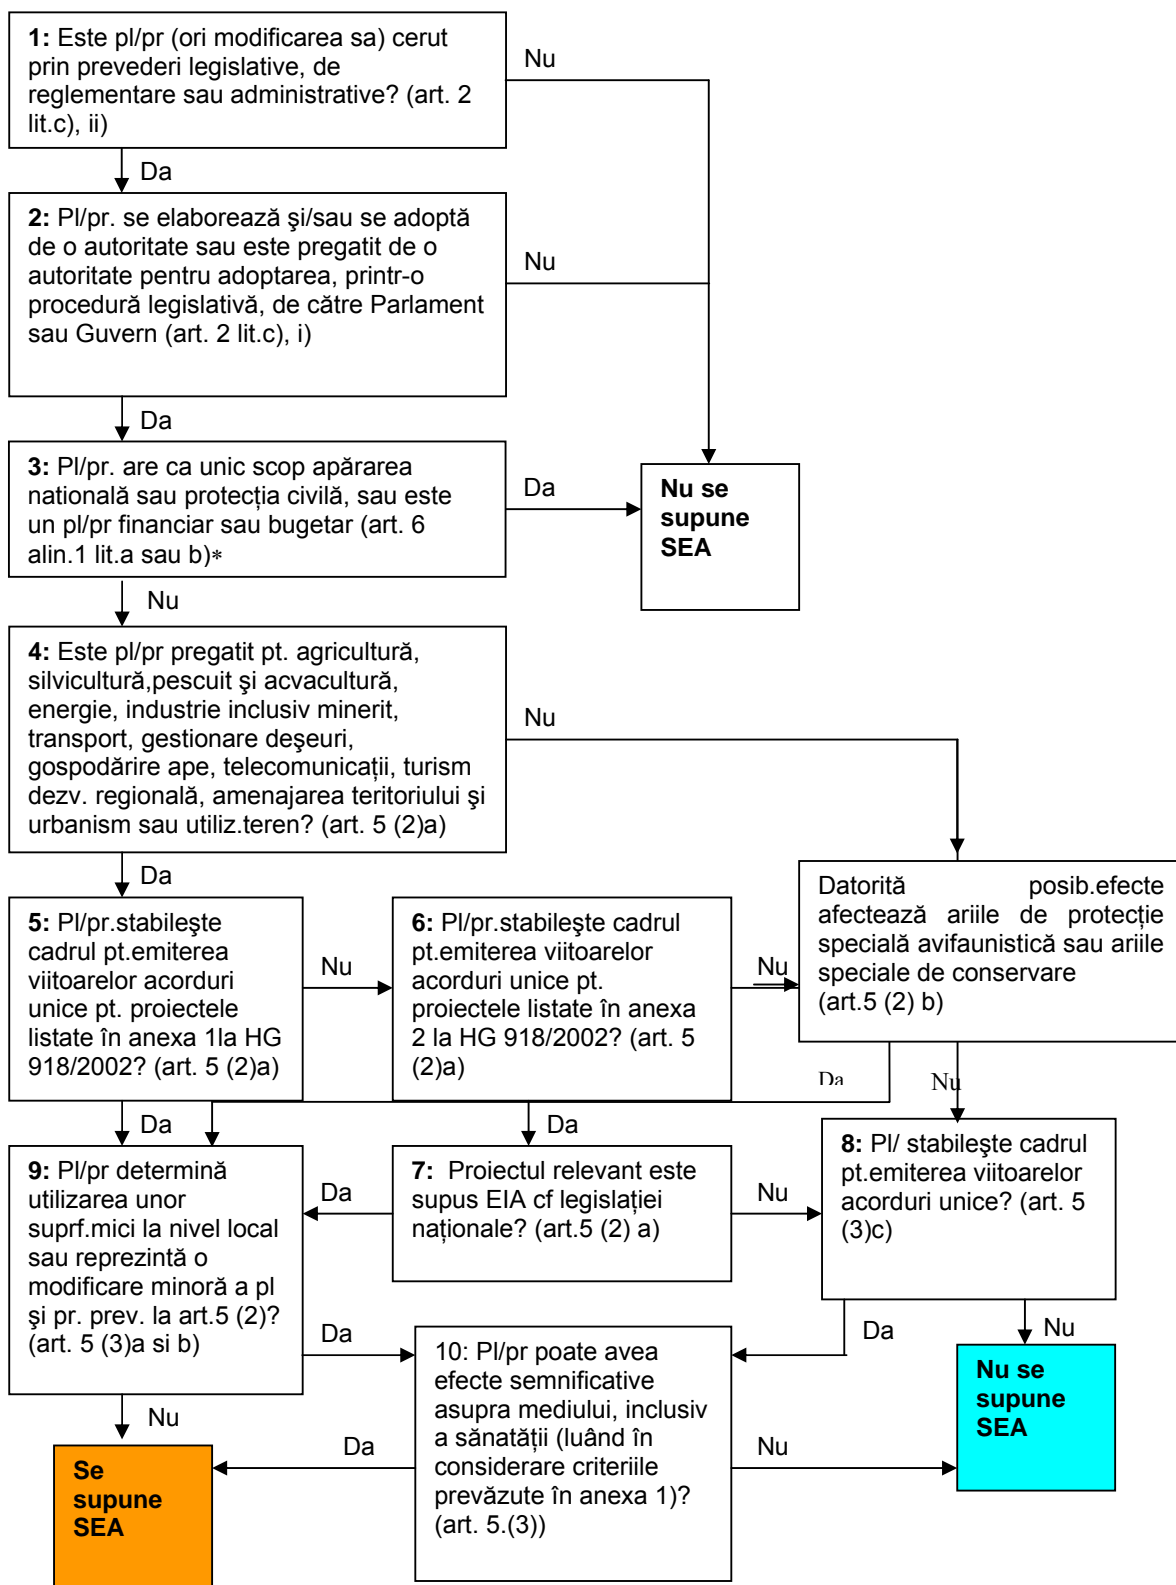 1: Este pl/pr (ori modificarea sa) cerut
prin prevederi legislative, de
reglementare sau administrative? (art. 2
lit.c), ii)
Nu
Da
2: Pl/pr. se elaborează şi/sau se adoptă
de o autoritate sau este pregatit de o
autoritate pentru adoptarea, printr-o
procedură legislativă, de către Parlament
sau Guvern (art. 2 lit.c), i)
Nu
Da
3: Pl/pr. are ca unic scop apărarea
naţională sau protecţia civilă, sau este
un pl/pr financiar sau bugetar (art. 6
alin.1 lit.a sau b)*
Da
Nu se
supune
SEA
Nu
4: Este pl/pr pregatit pt. agricultură,
silvicultură,pescuit şi acvacultură,
energie, industrie inclusiv minerit,
transport, gestionare deşeuri,
gospodărire ape, telecomunicaţii, turism
dezv. regională, amenajarea teritoriului şi
urbanism sau utiliz.teren? (art. 5 (2)a)
Nu
Da
5: Pl/pr.stabileşte
cadrul pt.emiterea
viitoarelor acorduri
unice pt. proiectele
listate în anexa 1la HG
918/2002? (art. 5 (2)a)
Nu
6: Pl/pr.stabileşte cadrul
pt.emiterea viitoarelor
acorduri unice pt.
proiectele listate în anexa
2 la HG 918/2002? (art. 5
(2)a)
Nu
Datorită posib.efecte
afectează ariile de protecţie
specială avifaunistică sau ariile
speciale de conservare
(art.5 (2) b)
Da
Nu
Da
Da
9: Pl/pr determină
utilizarea unor
suprf.mici la nivel local
sau reprezintă o
modificare minoră a pl
şi pr. prev. la art.5 (2)?
(art. 5 (3)a si b)
Da
7: Proiectul relevant este
supus EIA cf legislaţiei
naţionale? (art.5 (2) a)
Nu
8: Pl/ stabileşte cadrul
pt.emiterea viitoarelor
acorduri unice? (art. 5
(3)c)
Da
Da
Nu
Nu
10: Pl/pr poate avea
efecte semnificative
asupra mediului, inclusiv
a sănatăţii (luând în
considerare criteriile
prevăzute în anexa 1)?
(art. 5.(3))
Da
Nu
Se
supune
SEA
Nu se
supune
SEA